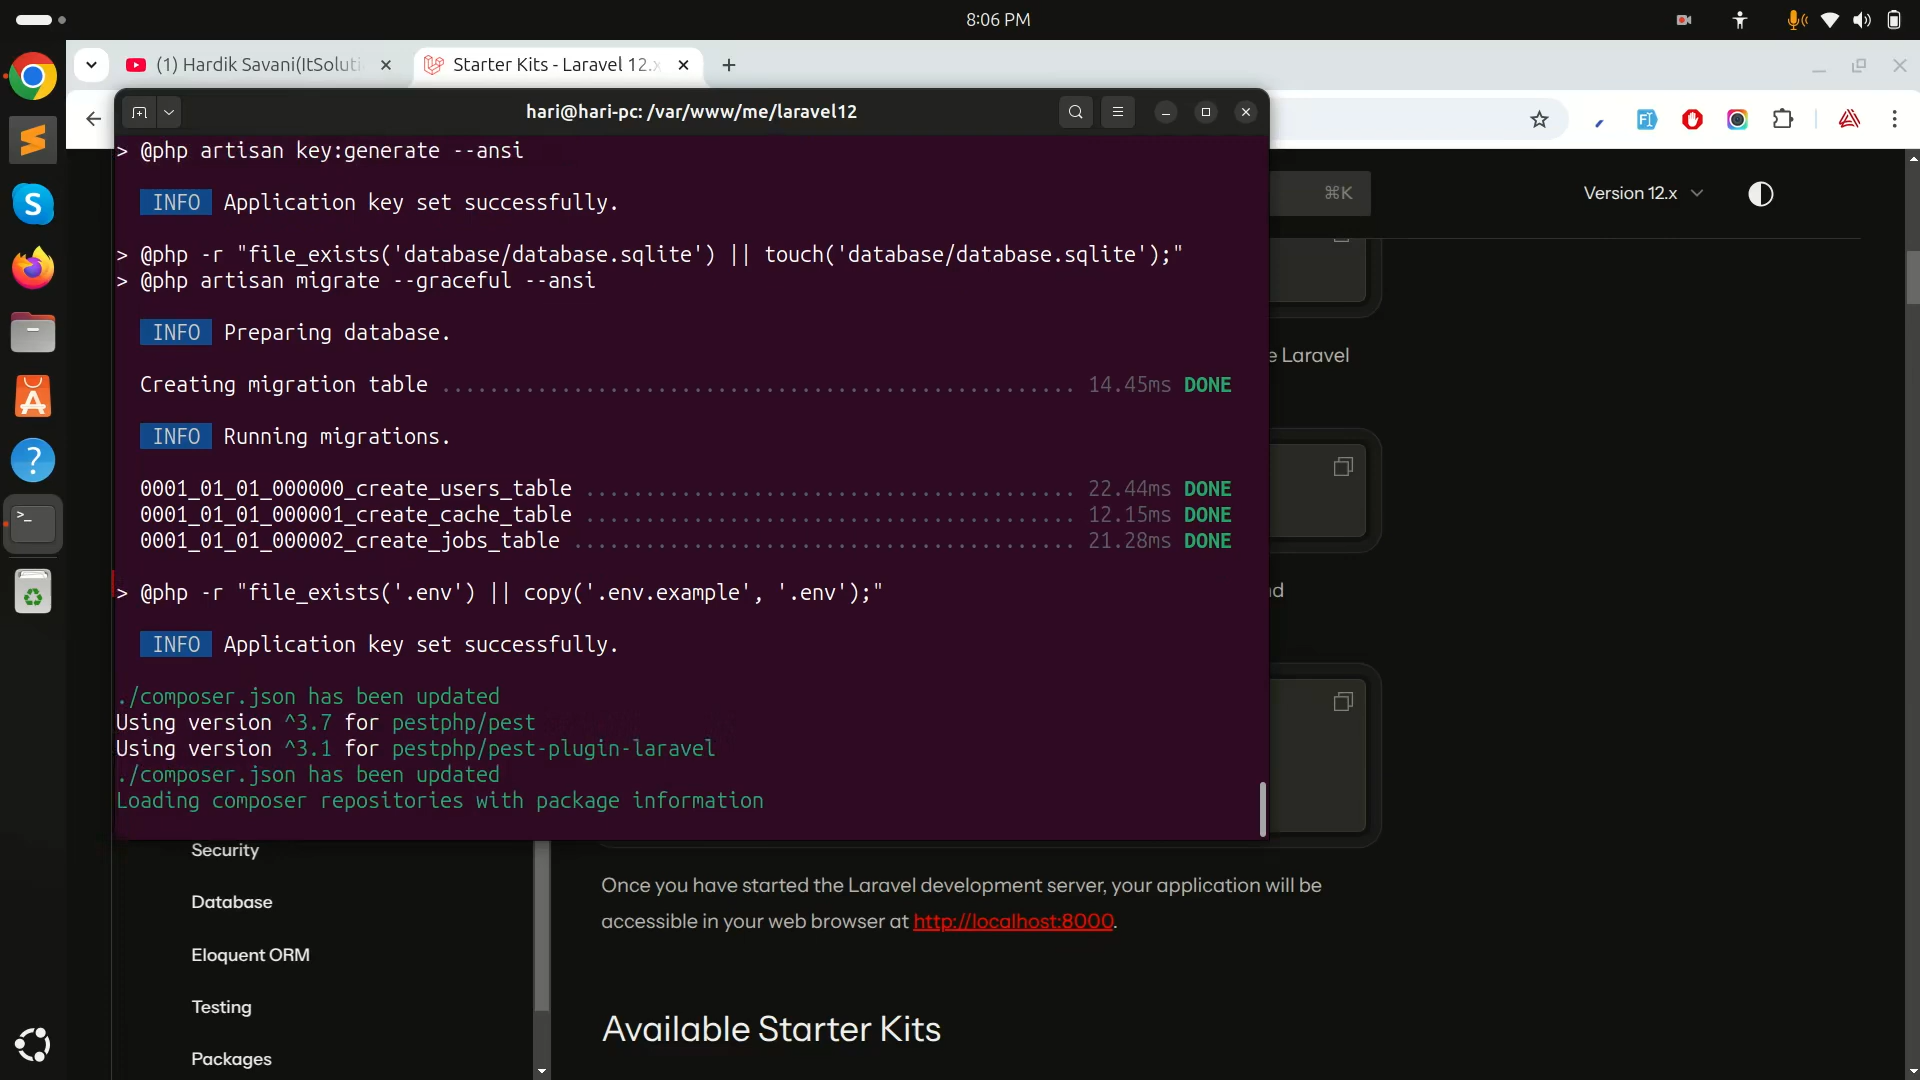 8:06 PM
(1) Hardik Savani(ItSoluti
Starter Kits - Laravel 12.x
hari@hari-pc: /var/www/me/laravel12
> @php artisan key:generate --ansi
INFO Application key set successfully.
> @php -r "file_exists('database/database.sqlite') || touch('database/database.sqlite');"
> @php artisan migrate --graceful --ansi
INFO Preparing database.
Creating migration table ..................................................... 14.45ms DONE
INFO Running migrations.
0001_01_01_000000_create_users_table ......................................... 22.44ms DONE
0001_01_01_000001_create_cache_table ......................................... 12.15ms DONE
0001_01_01_000002_create_jobs_table .......................................... 21.28ms DONE
> @php -r "file_exists('.env') || copy('.env.example', '.env');"
INFO Application key set successfully.
./composer.json has been updated
Using version ^3.7 for pestphp/pest
Using version ^3.1 for pestphp/pest-plugin-laravel
./composer.json has been updated
Loading composer repositories with package information
⌘K
Version 12.x
e Laravel
nd
Security
Database
Eloquent ORM
Testing
Packages
Once you have started the Laravel development server, your application will be
accessible in your web browser at http://localhost:8000.
Available Starter Kits